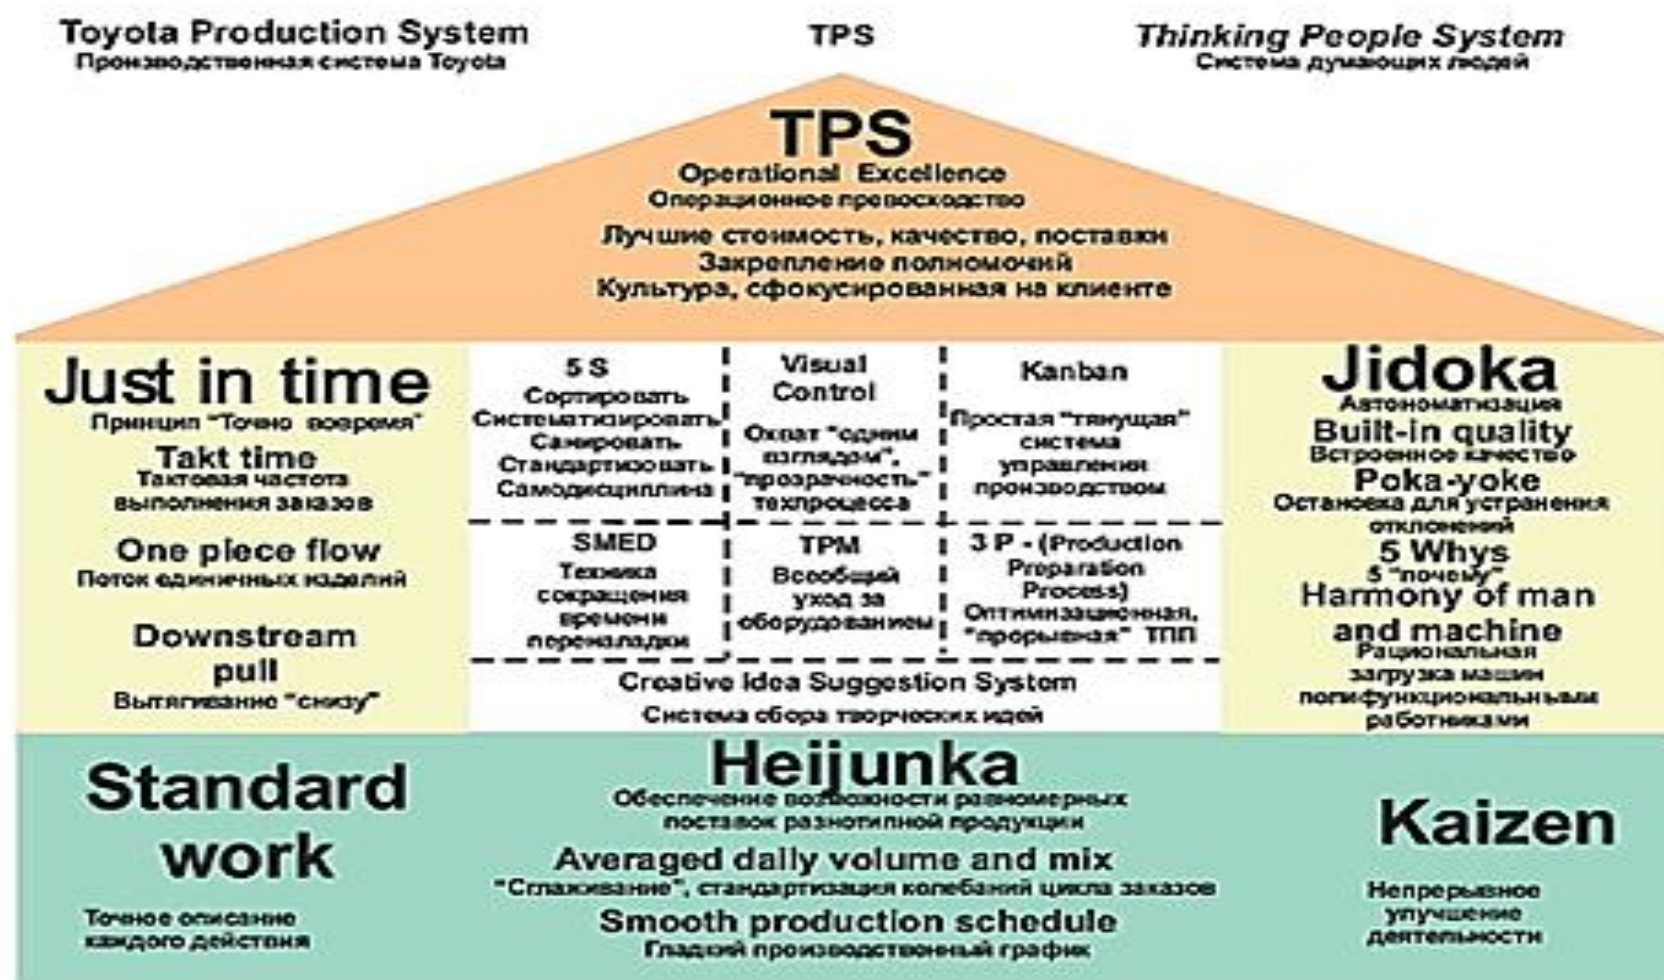 Toyota Production System
Производственная система Toyota
TPS
Thinking People System
Система думающих людей
TPS
Operational Excellence
Операционное превосходство
Лучшие стоимость, качество, поставки
Закрепление полномочий
Культура, сфокусированная на клиенте
Just in time
Принцип "Точно вовремя"
Takt time
Тактовая частота
выполнения заказов
One piece flow
Поток единичных изделий
Downstream
pull
Вытягивание "снизу"
5 S
Сортировать
Систематизировать
Санировать
Стандартизовать
Самодисциплина
Visual
Control
Охват "одним
взглядом",
"прозрачность"
техпроцесса
Kanban
Простая "тянущая"
система
управления
производством
SMED
Техника
сокращения
времени
переналадки
TPM
Всеобщий
уход за
оборудованием
3 P - (Production
Preparation
Process)
Оптимизационная,
"прорывная" ТПП
Creative Idea Suggestion System
Система сбора творческих идей
Jidoka
Автономатизация
Built-in quality
Встроенное качество
Poka-yoke
Остановка для устранения
отклонений
5 Whys
5 "почему"
Harmony of man
and machine
Рациональная
загрузка машин
полифункциональными
работниками
Standard
work
Точное описание
каждого действия
Heijunka
Обеспечение возможности равномерных
поставок разнотипной продукции
Averaged daily volume and mix
"Сглаживание", стандартизация колебаний цикла заказов
Smooth production schedule
Гладкий производственный график
Kaizen
Непрерывное
улучшение
деятельности